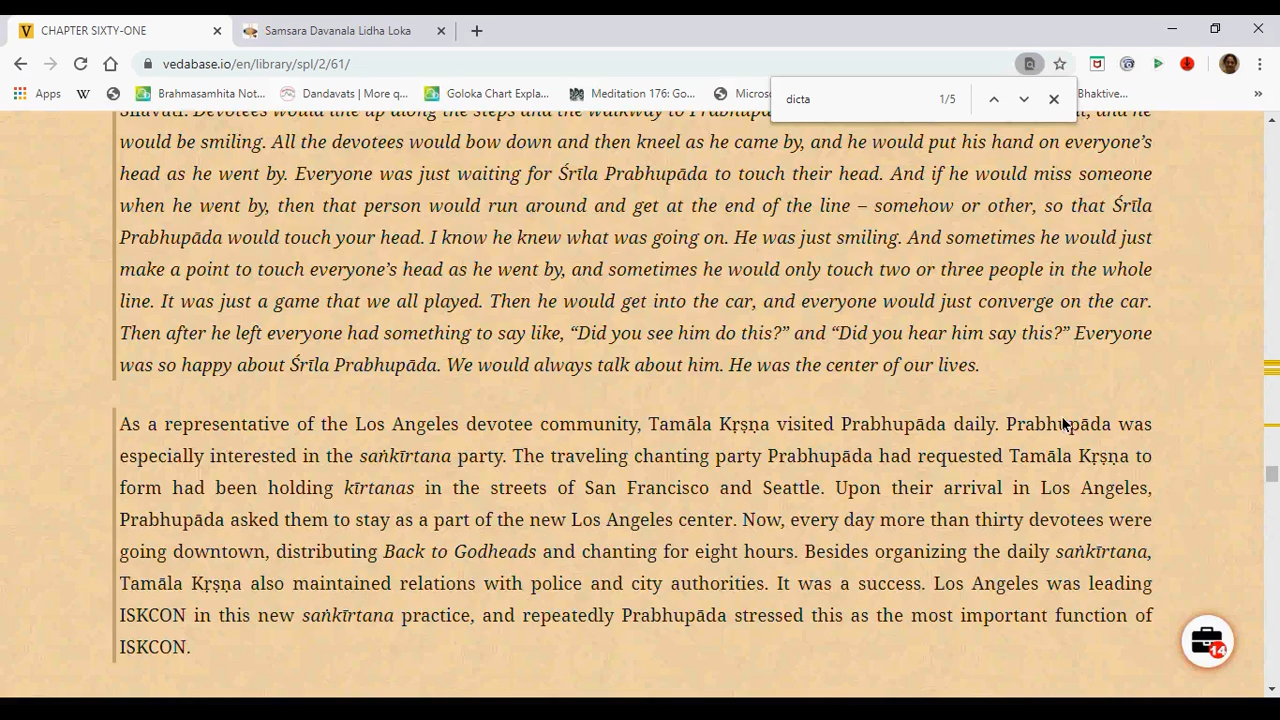 CHAPTER SIXTY-ONE
Samsara Davanala Lidha Loka
vedabase.io/en/library/spl/2/61/
Apps
Brahmasamhita Not...
Dandavats | More q...
Goloka Chart Expla...
Meditation 176: Go...
Micros
Bhaktive...
dicta 1/5
would be smiling. All the devotees would bow down and then kneel as he came by, and he would put his hand on everyone's
head as he went by. Everyone was just waiting for Śrīla Prabhupāda to touch their head. And if he would miss someone
when he went by, then that person would run around and get at the end of the line – somehow or other, so that Śrīla
Prabhupāda would touch your head. I know he knew what was going on. He was just smiling. And sometimes he would just
make a point to touch everyone's head as he went by, and sometimes he would only touch two or three people in the whole
line. It was just a game that we all played. Then he would get into the car, and everyone would just converge on the car.
Then after he left everyone had something to say like, “Did you see him do this?” and “Did you hear him say this?” Everyone
was so happy about Śrīla Prabhupāda. We would always talk about him. He was the center of our lives.
As a representative of the Los Angeles devotee community, Tamāla Kṛṣṇa visited Prabhupāda daily. Prabhupāda was
especially interested in the saṅkīrtana party. The traveling chanting party Prabhupāda had requested Tamāla Kṛṣṇa to
form had been holding kīrtanas in the streets of San Francisco and Seattle. Upon their arrival in Los Angeles,
Prabhupāda asked them to stay as a part of the new Los Angeles center. Now, every day more than thirty devotees were
going downtown, distributing Back to Godheads and chanting for eight hours. Besides organizing the daily saṅkīrtana,
Tamāla Kṛṣṇa also maintained relations with police and city authorities. It was a success. Los Angeles was leading
ISKCON in this new saṅkīrtana practice, and repeatedly Prabhupāda stressed this as the most important function of
ISKCON.
14